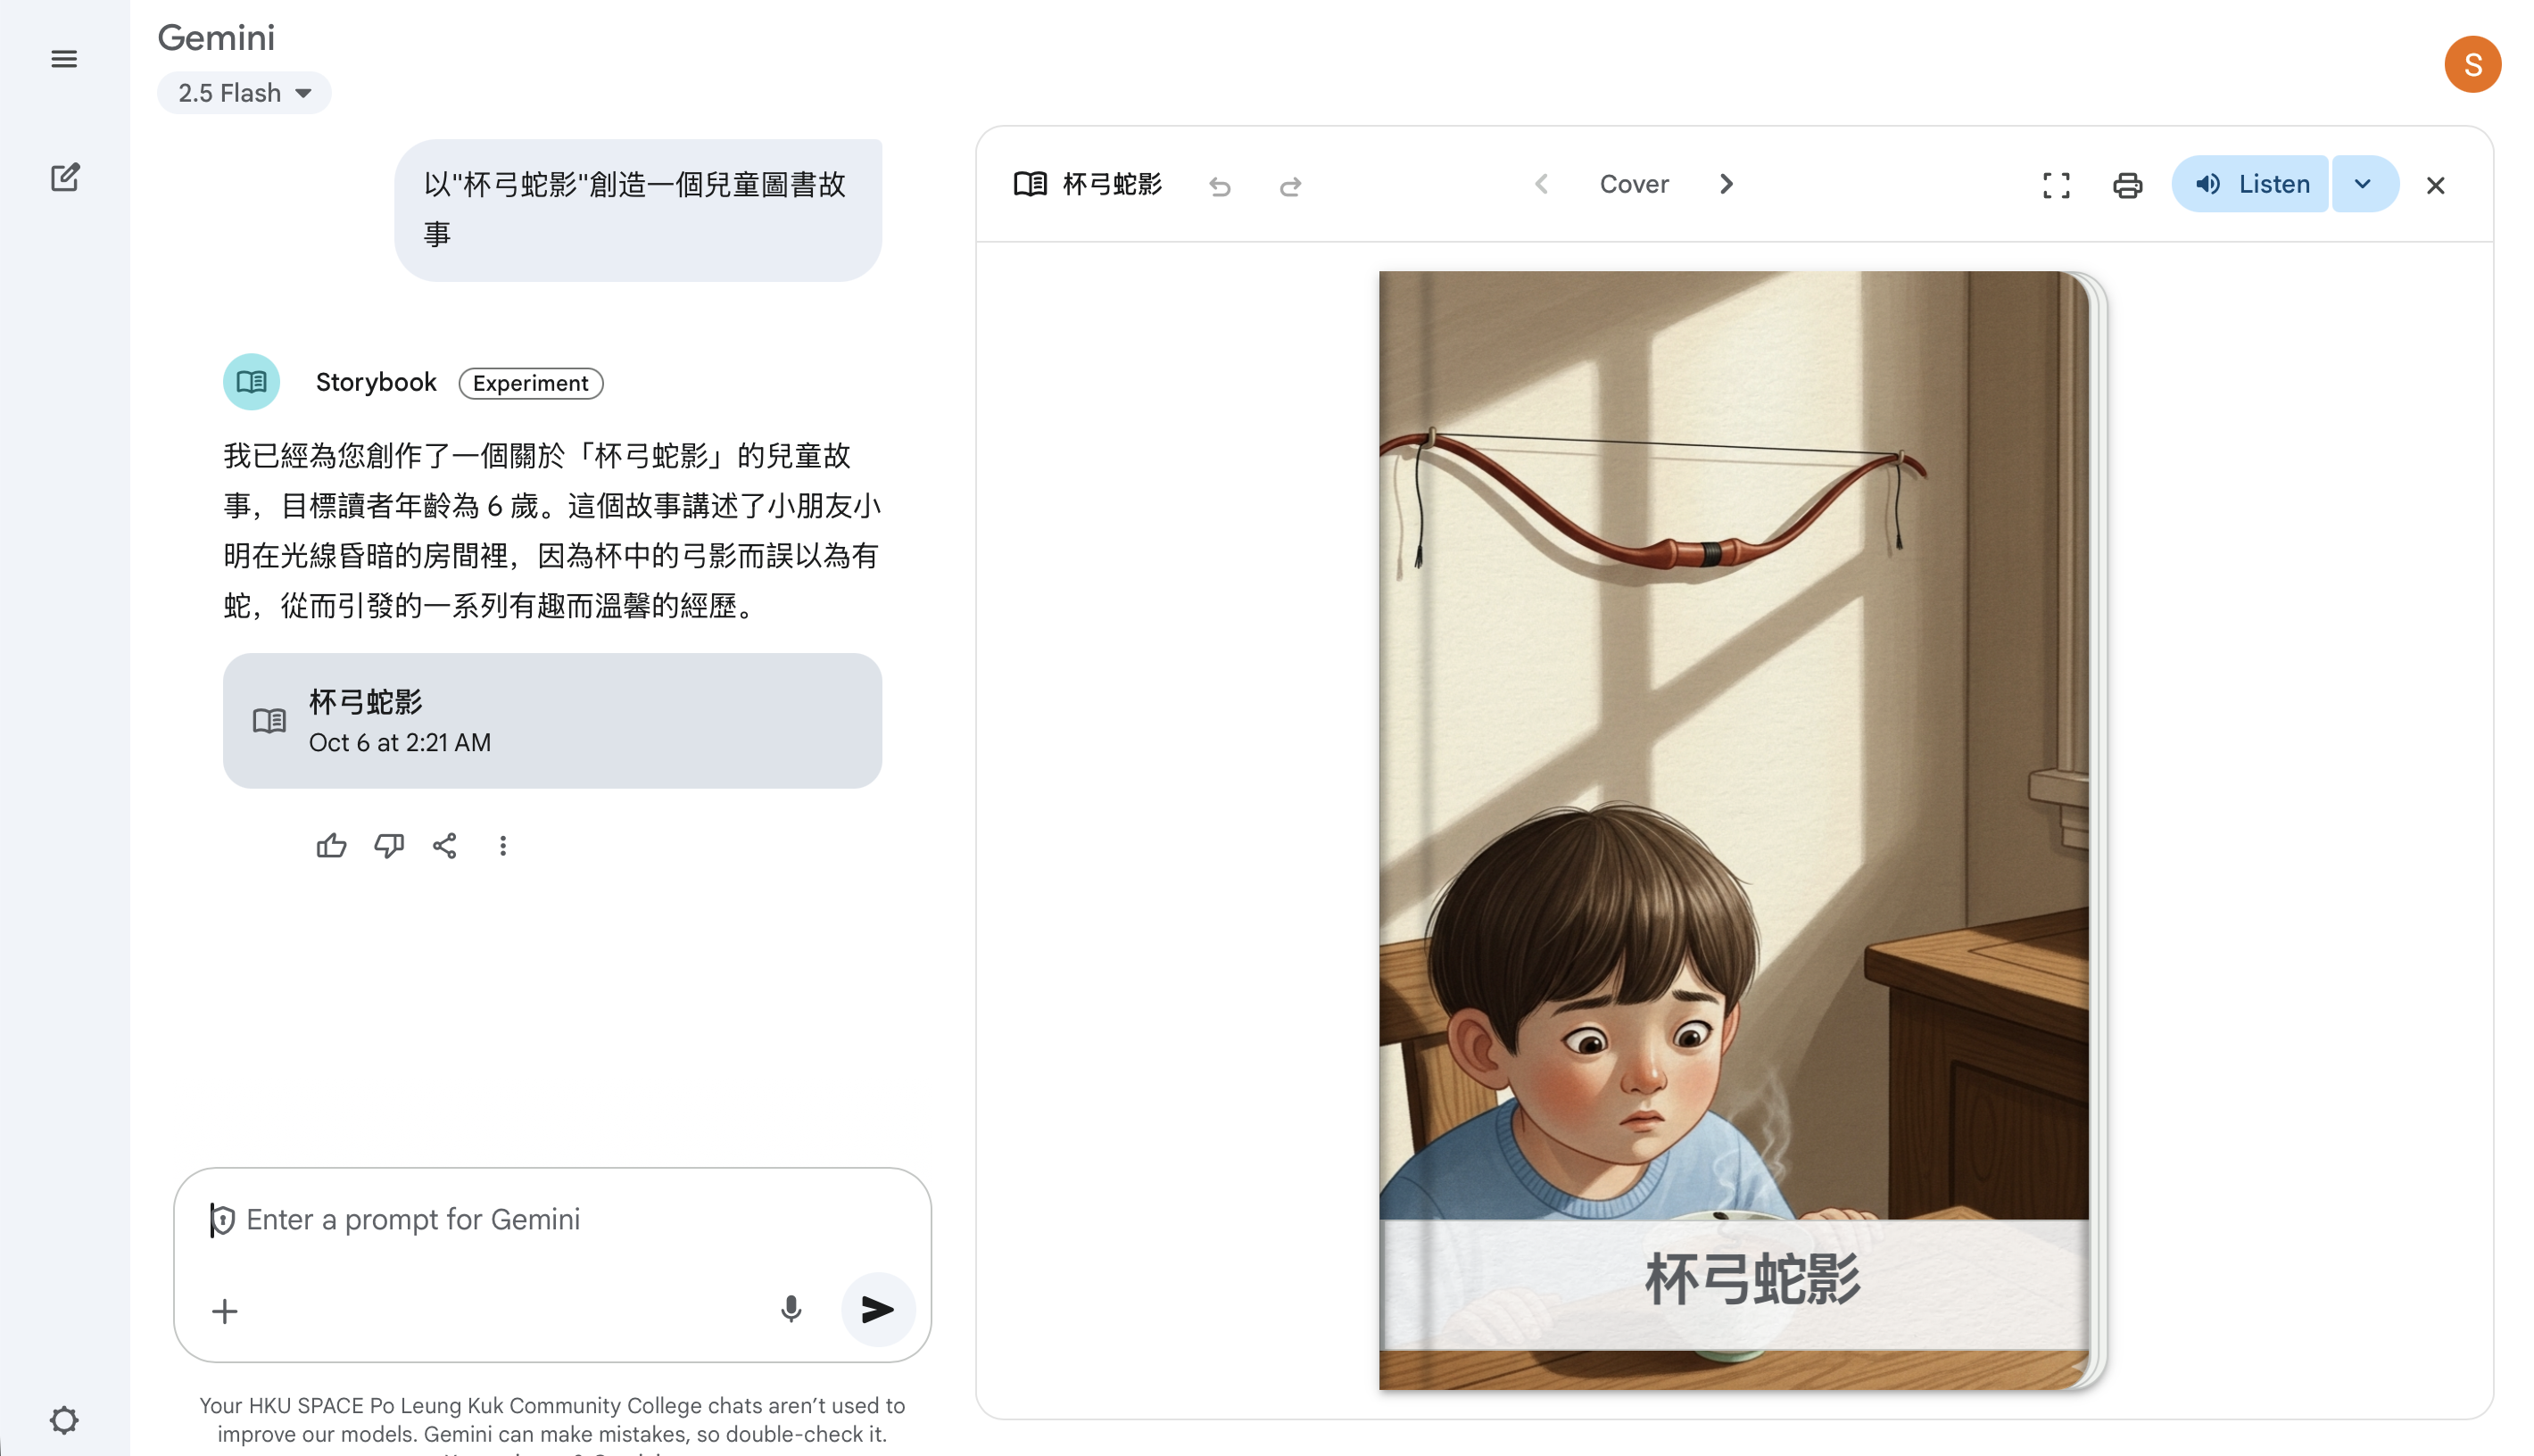 Gemini
2.5 Flash
S
以"杯弓蛇影"創造一個兒童圖書故
事
Storybook
Experiment
我已經為您創作了一個關於「杯弓蛇影」的兒童故
事，目標讀者年齡為 6 歲。這個故事講述了小朋友小
明在光線昏暗的房間裡，因為杯中的弓影而誤以為有
蛇，從而引發的一系列有趣而溫馨的經歷。
杯弓蛇影
Oct 6 at 2:21 AM
Enter a prompt for Gemini
Your HKU SPACE Po Leung Kuk Community College chats aren’t used to
improve our models. Gemini can make mistakes, so double-check it.
杯弓蛇影
Cover
Listen
杯弓蛇影